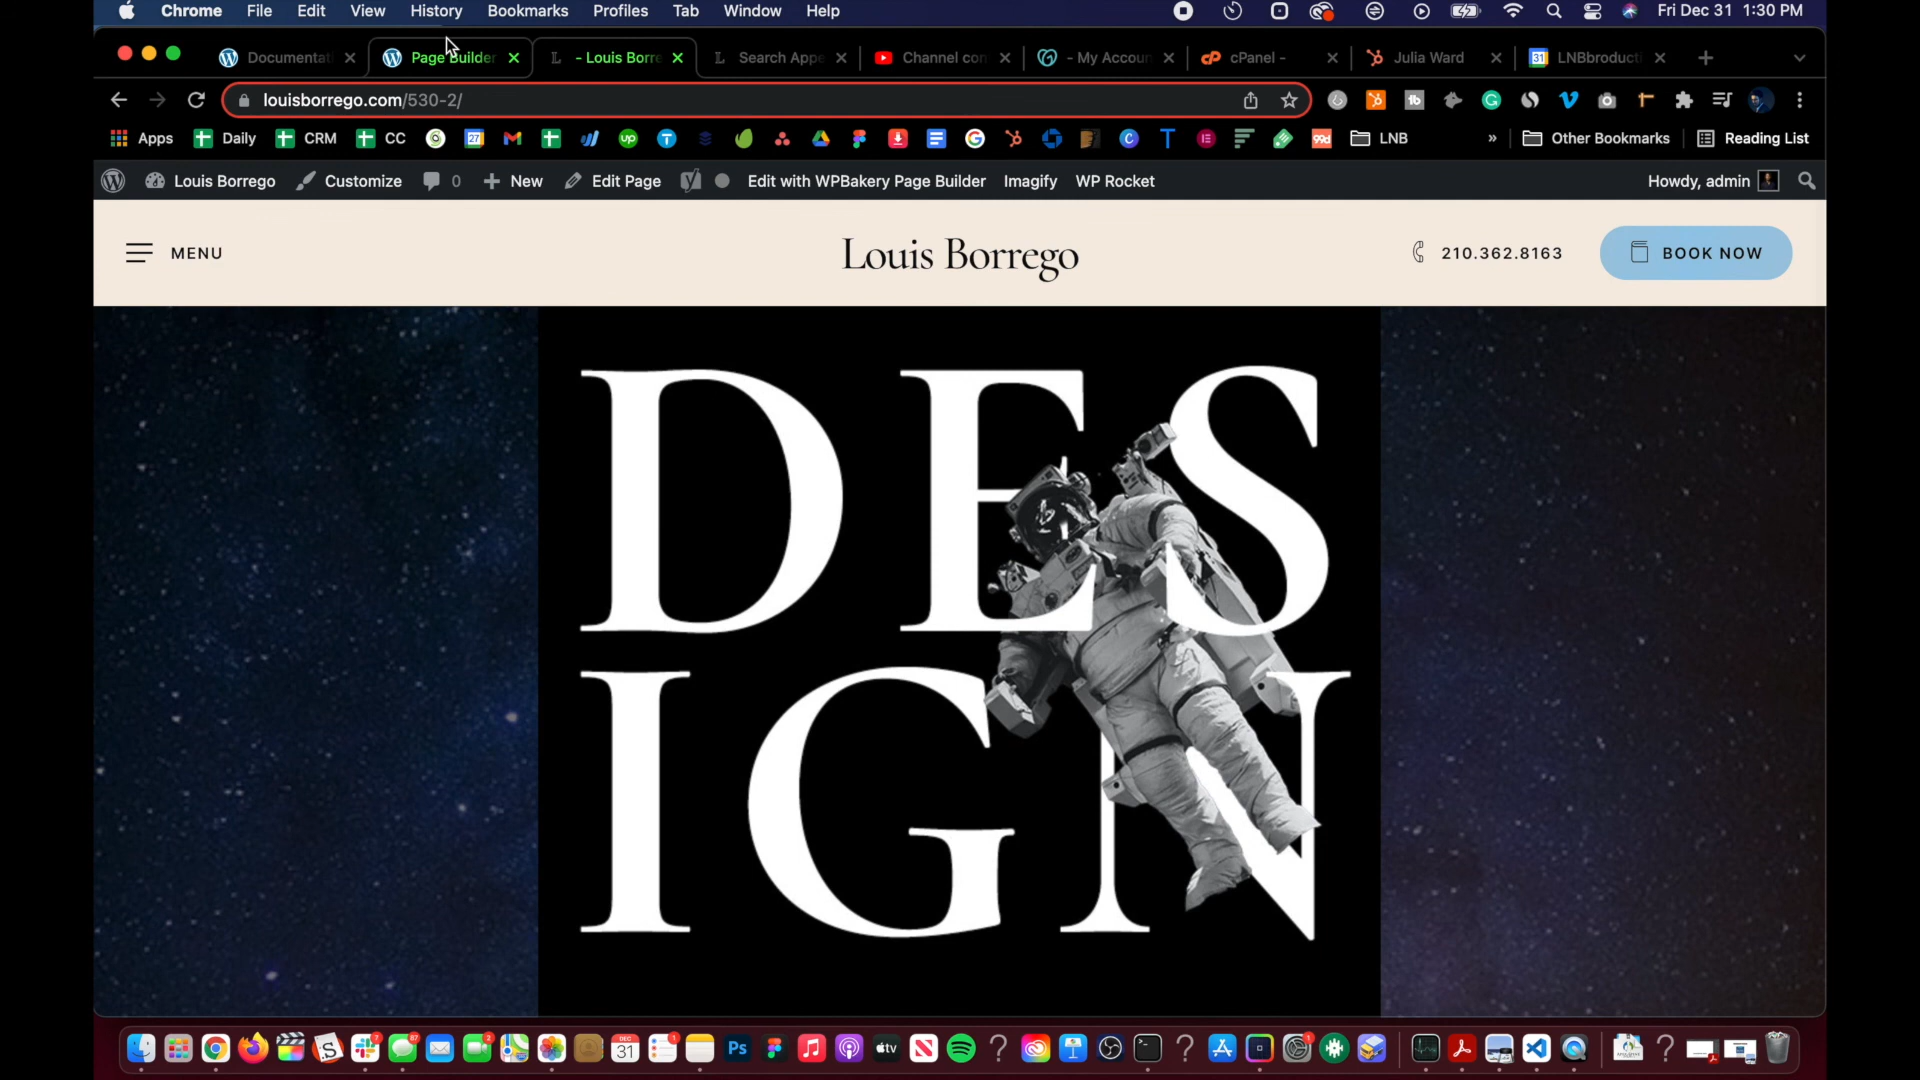 Chrome File Edit View History Bookmarks Profiles Tab Window Help Fri Dec 31 1:30 PM
Documentati Page Builder - Louis Borre Search Appe Channel con - My Accoun cPanel - Julia Ward LNBbroducti
louisborrego.com/530-2/
Apps Daily CRM CC LNB » Other Bookmarks Reading List
Louis Borrego Customize 0 New Edit Page Edit with WPBakery Page Builder Imagify WP Rocket Howdy, admin
MENU Louis Borrego 210.362.8163 BOOK NOW
DES
IGN